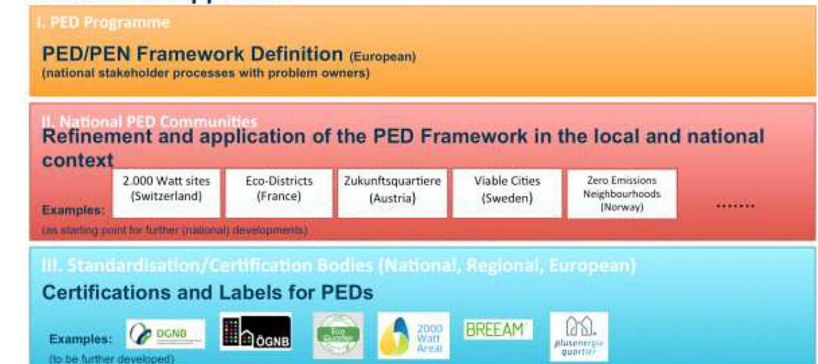 I. PED Programme
PED/PEN Framework Definition (European)
(national stakeholder processes with problem owners)
II. National PED Communities
Refinement and application of the PED Framework in the local and national
context
2.000 Watt sites
(Switzerland)
Eco-Districts
(France)
Zukunftsquartiere
(Austria)
Viable Cities
(Sweden)
Zero Emissions
Neighbourhoods
(Norway)
.......
Examples:
(as starting point for further (national) developments)
III. Standardisation/Certification Bodies (National, Regional, European)
Certifications and Labels for PEDs
Examples:
DGNB
ÖGNB
Eco
Quartier
2000
Watt
Areal
BREEAM
plusenergie
quartier
(to be further developed)